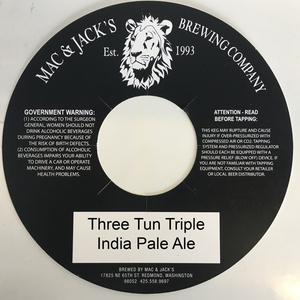 MAC & JACK'S BREWING COMPANY
Est. 1993
GOVERNMENT WARNING:
(1) ACCORDING TO THE SURGEON
GENERAL, WOMEN SHOULD NOT
DRINK ALCOHOLIC BEVERAGES
DURING PREGNANCY BECAUSE OF
THE RISK OF BIRTH DEFECTS.
(2) CONSUMPTION OF ALCOHOLIC
BEVERAGES IMPAIRS YOUR ABILITY
TO DRIVE A CAR OR OPERATE
MACHINERY, AND MAY CAUSE
HEALTH PROBLEMS.
ATTENTION - READ
BEFORE TAPPING:
THIS KEG MAY RUPTURE AND CAUSE
INJURY IF OVER-PRESSURIZED WITH
COMPRESSED AIR OR CO2. TAPPING
SYSTEM AND PRESSURIZED REGULATOR
SHOULD EACH BE EQUIPPED WITH A
PRESSURE RELIEF (BLOW OFF) DEVICE. IF
YOU ARE NOT FAMILIAR WITH TAPPING
EQUIPMENT, CONSULT YOUR RETAILER
OR LOCAL BEER DISTRIBUTOR.
Three Tun Triple
India Pale Ale
BREWED BY MAC & JACK'S
17825 NE 65TH ST. REDMOND, WASHINGTON
98052 425.558.9697